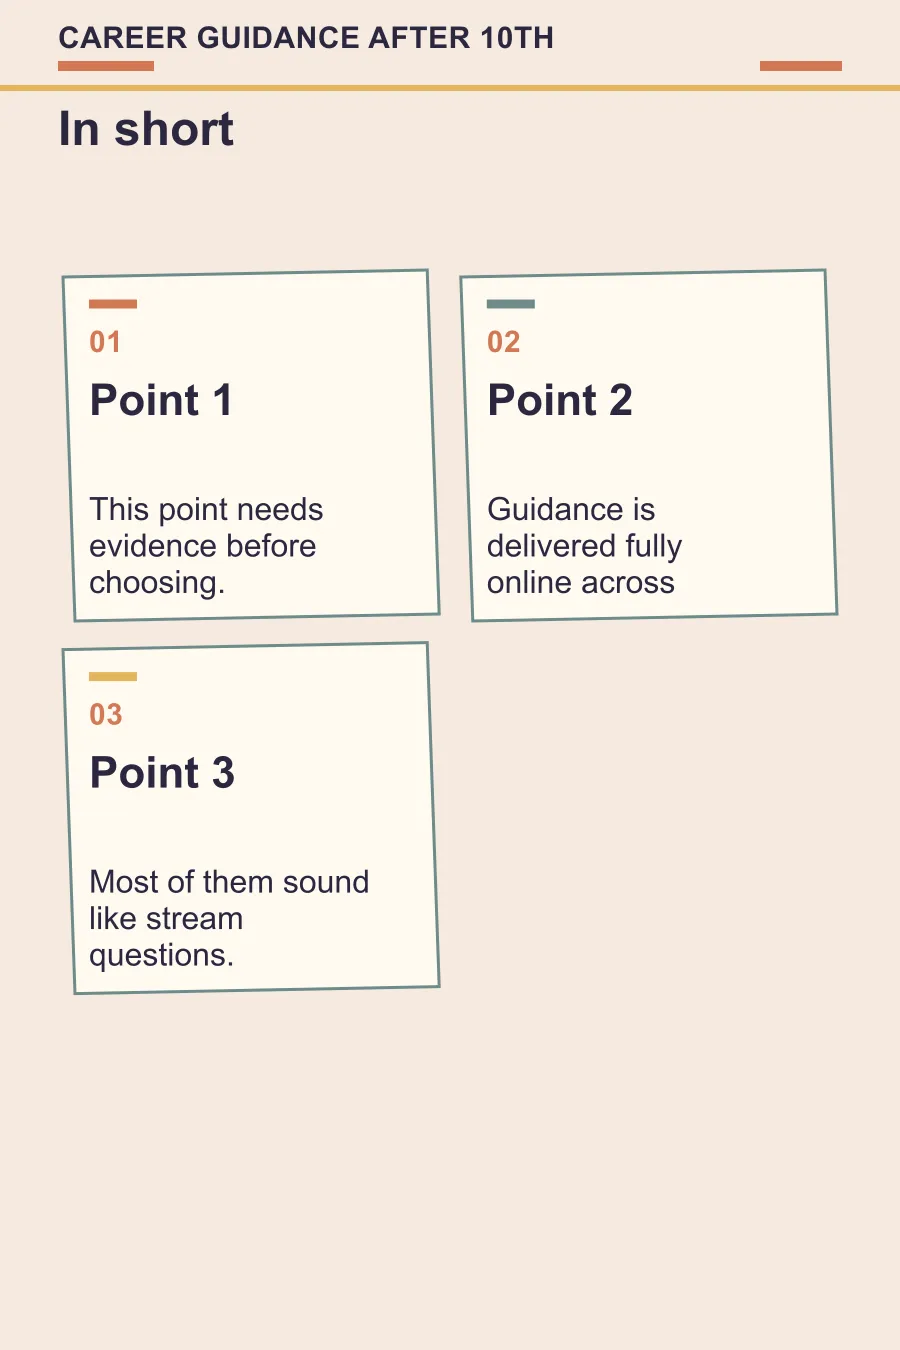 CAREER GUIDANCE AFTER 10TH
In short
01
Point 1
This point needs
evidence before
choosing.
02
Point 2
Guidance is
delivered fully
online across
03
Point 3
Most of them sound
like stream
questions.